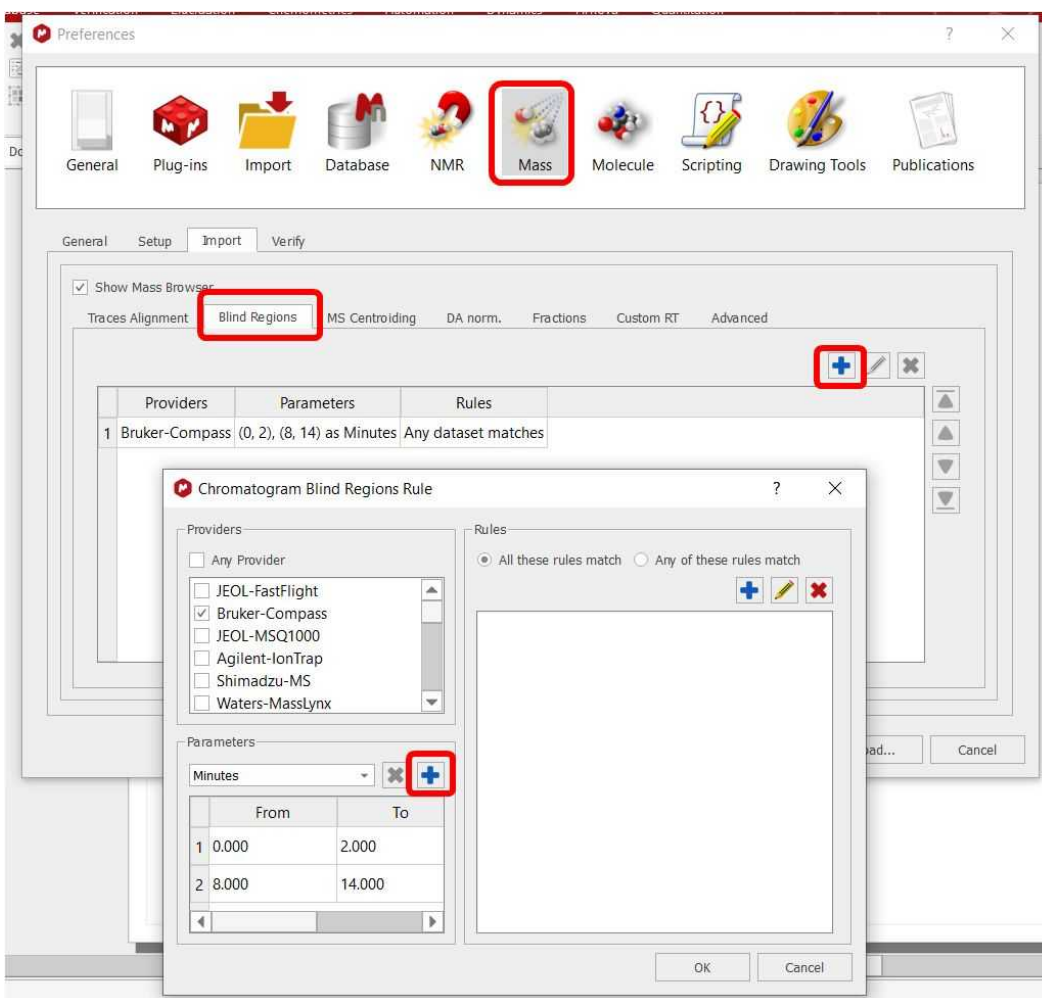 Preferences ? ×
General Plug-ins Import Database NMR Mass Molecule Scripting Drawing Tools Publications
General Setup Import Verify
Show Mass Browser
Traces Alignment Blind Regions MS Centroiding DA norm. Fractions Custom RT Advanced
Providers Parameters Rules
1 Bruker-Compass (0, 2), (8, 14) as Minutes Any dataset matches
Chromatogram Blind Regions Rule ? ×
Providers
Any Provider
JEOL-FastFlight
Bruker-Compass
JEOL-MSQ1000
Agilent-IonTrap
Shimadzu-MS
Waters-MassLynx
Rules
All these rules match Any of these rules match
Parameters
Minutes
From To
1 0.000 2.000
2 8.000 14.000
OK Cancel
Cancel